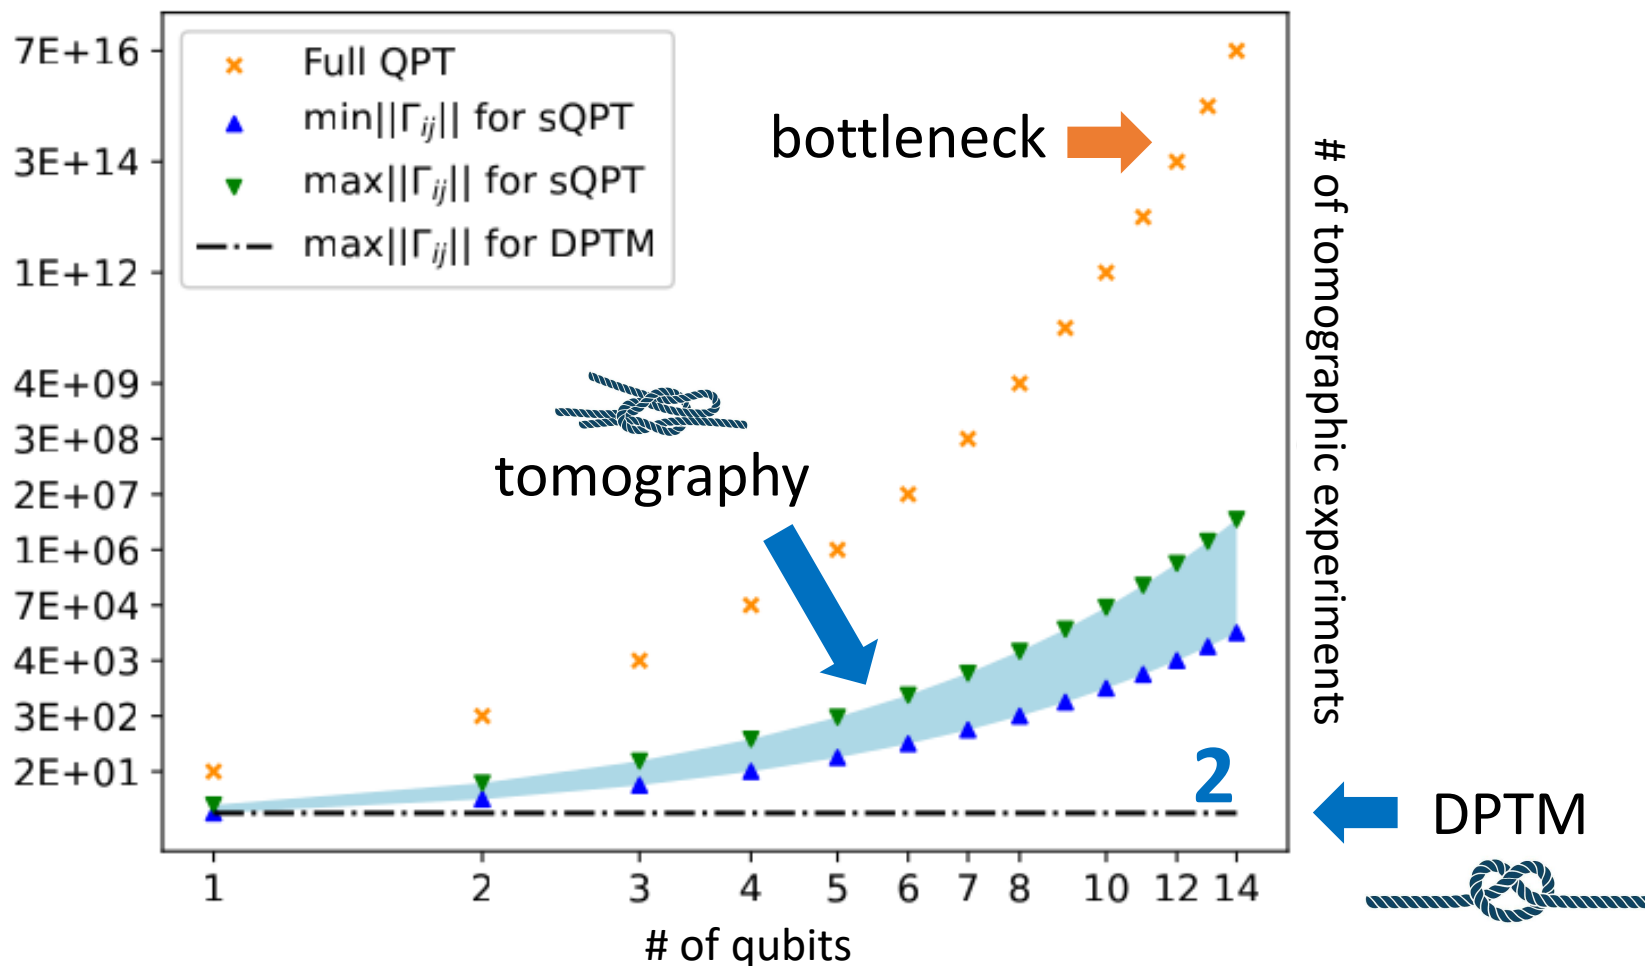 7E+16
3E+14
1E+12
4E+09
3E+08
2E+07
1E+06
7E+04
4E+03
3E+02
2E+01
Full QPT
min||Γij|| for sQPT
max||Γij|| for sQPT
max||Γij|| for DPTM
bottleneck
tomography
2
DPTM
# of tomographic experiments
1 2 3 4 5 6 7 8 10 12 14
# of qubits